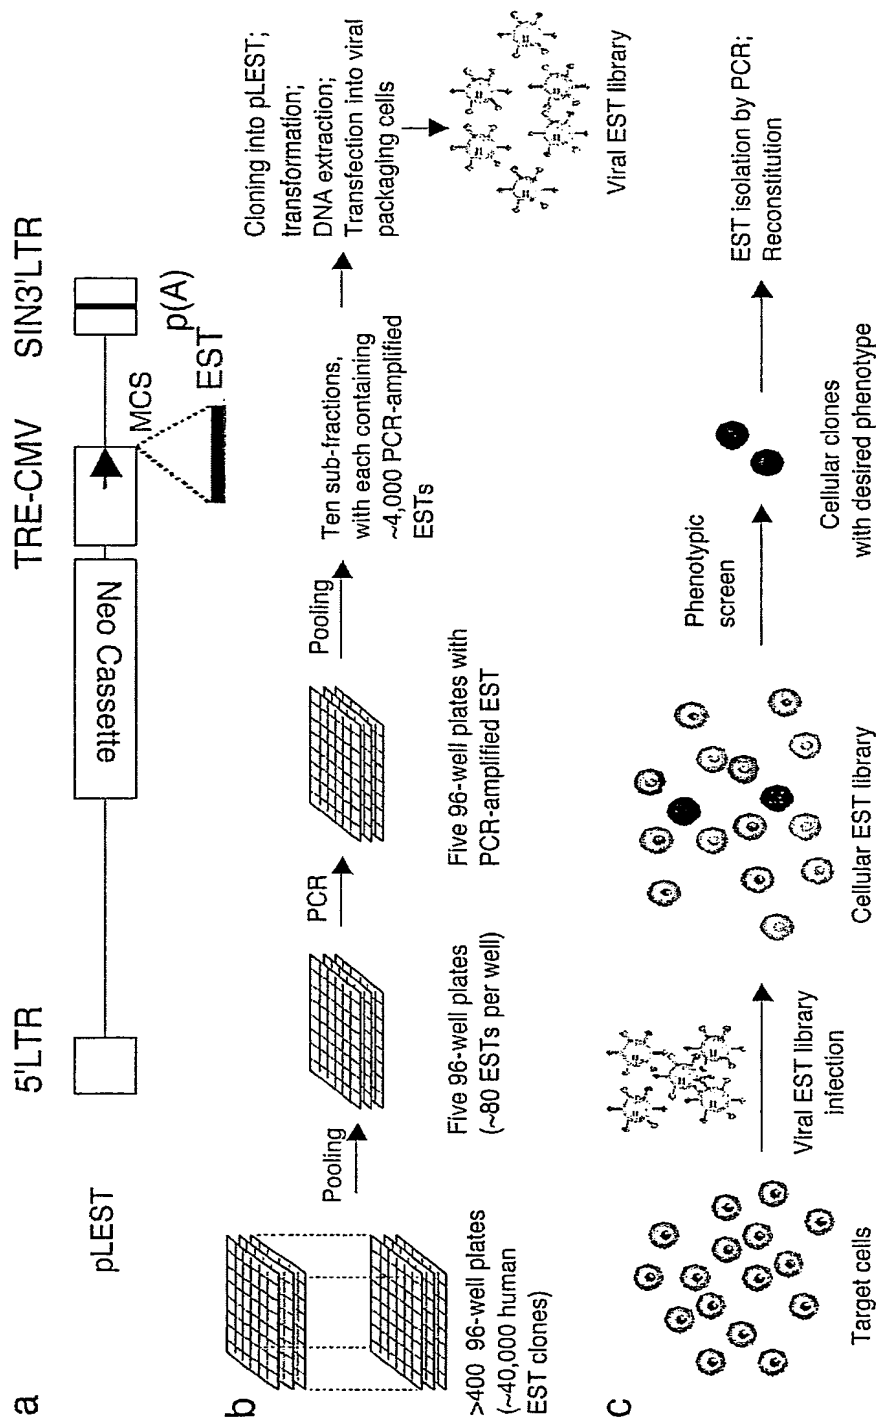 a
pLEST
5'LTR
Neo Cassette
TRE-CMV
MCS
EST
SIN3'LTR
p(A)
b
>400 96-well plates
(~40,000 human
EST clones)
Pooling
Five 96-well plates
(~80 ESTs per well)
PCR
Five 96-well plates with
PCR-amplified EST
Pooling
Ten sub-fractions,
with each containing
~4,000 PCR-amplified
ESTs
Cloning into pLEST;
transformation;
DNA extraction;
Transfection into viral
packaging cells
Viral EST library
c
Target cells
Viral EST library
infection
Cellular EST library
Phenotypic
screen
Cellular clones
with desired phenotype
EST isolation by PCR;
Reconstitution